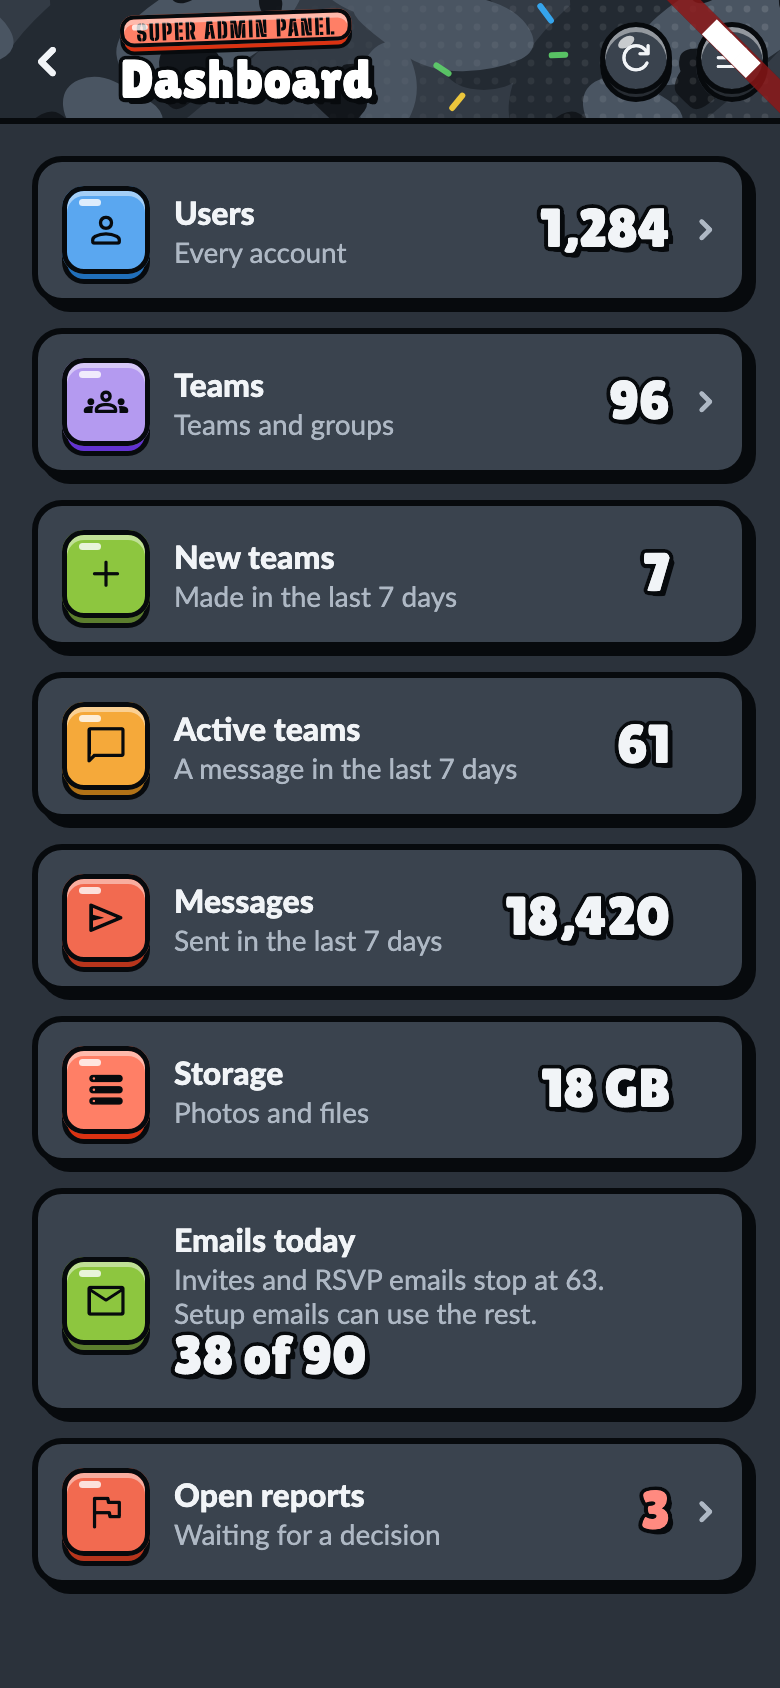 SUPER ADMIN PANEL
Dashboard
Users
Every account
1,284
Teams
Teams and groups
96
New teams
Made in the last 7 days
7
Active teams
A message in the last 7 days
61
Messages
Sent in the last 7 days
18,420
Storage
Photos and files
18 GB
Emails today
Invites and RSVP emails stop at 63.
Setup emails can use the rest.
38 of 90
Open reports
Waiting for a decision
3